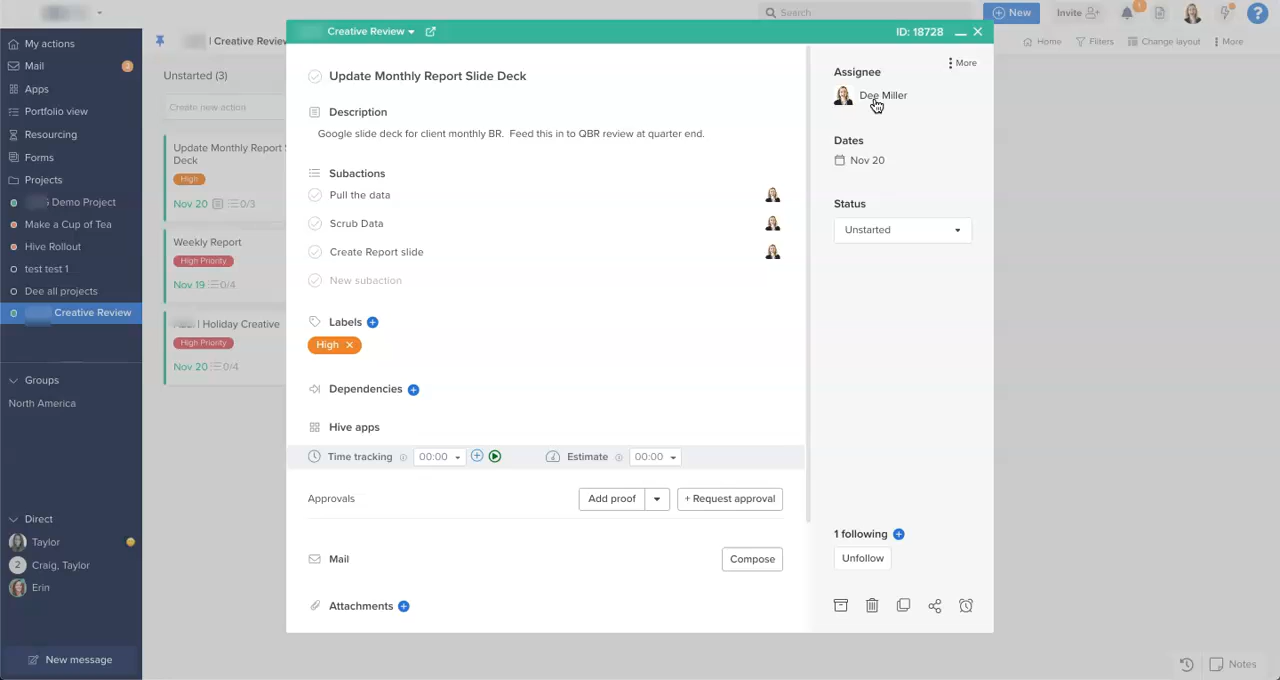 Search
New
Invite
1
?
My actions
Mail
3
Apps
Portfolio view
Resourcing
Forms
Projects
Demo Project
Make a Cup of Tea
Hive Rollout
test test 1
Dee all projects
Creative Review
Groups
North America
Direct
Taylor
2
Craig, Taylor
Erin
New message
| Creative Review
Home
Filters
Change layout
More
Unstarted (3)
Create new action
Update Monthly Report S
Deck
High
Nov 20
0/3
Weekly Report
High Priority
Nov 19
0/4
| Holiday Creative
High Priority
Nov 20
0/4
Creative Review
ID: 18728
Update Monthly Report Slide Deck
Description
Google slide deck for client monthly BR. Feed this in to QBR review at quarter end.
Subactions
Pull the data
Scrub Data
Create Report slide
New subaction
Labels
High
Dependencies
Hive apps
Time tracking 00:00
Estimate 00:00
Approvals
Add proof
+ Request approval
Mail
Compose
Attachments
More
Assignee
Dee Miller
Dates
Nov 20
Status
Unstarted
1 following
Unfollow
Notes